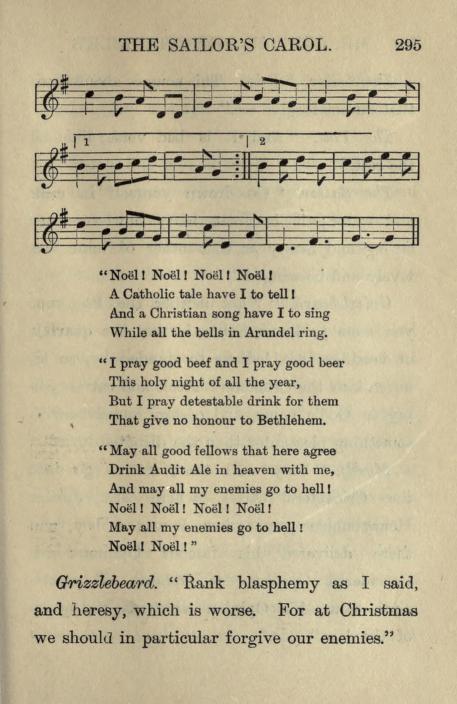 THE SAILOR'S CAROL. 295
1 2
"Noël! Noël! Noël! Noël!
A Catholic tale have I to tell!
And a Christian song have I to sing
While all the bells in Arundel ring.
"I pray good beef and I pray good beer
This holy night of all the year,
But I pray detestable drink for them
That give no honour to Bethlehem.
"May all good fellows that here agree
Drink Audit Ale in heaven with me,
And may all my enemies go to hell!
Noël! Noël! Noël! Noël!
May all my enemies go to hell!
Noël! Noël!"
Grizzlebeard. "Rank blasphemy as I said,
and heresy, which is worse. For at Christmas
we should in particular forgive our enemies."